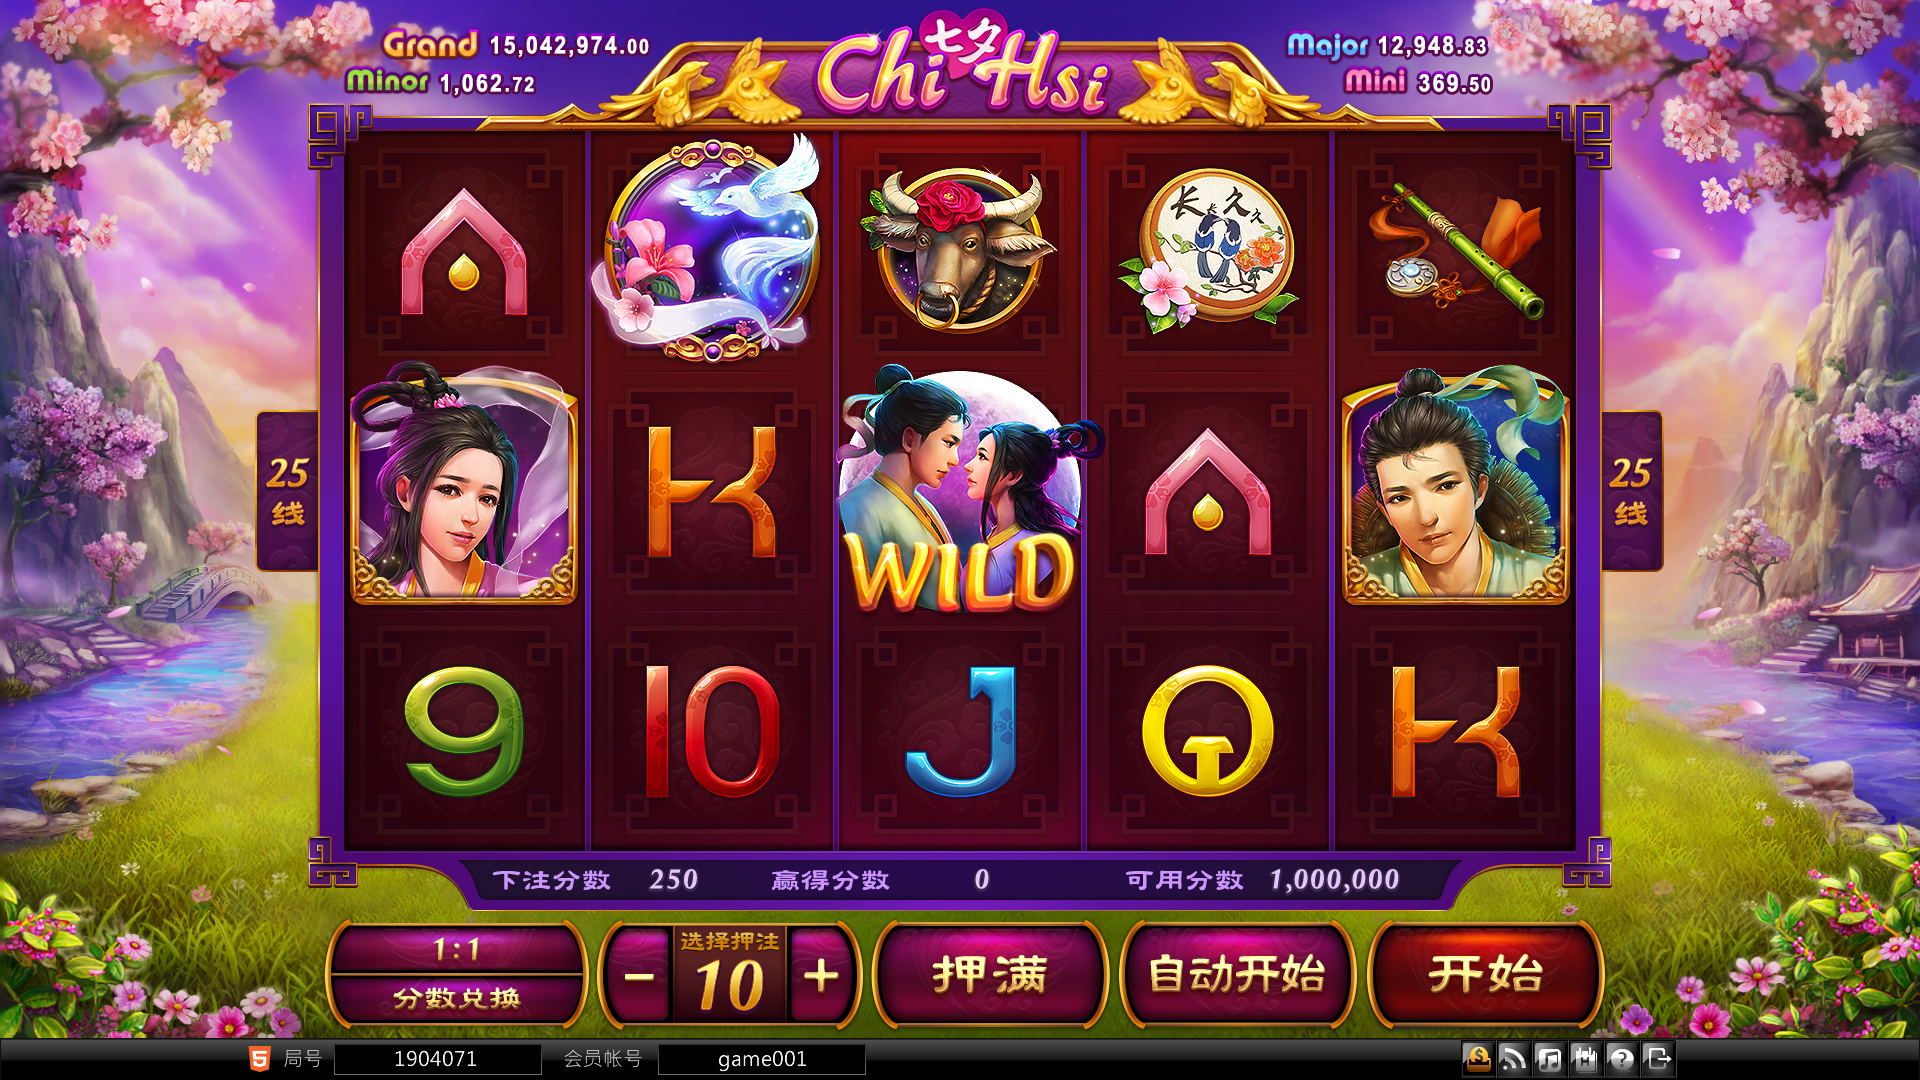 Grand 15,042,974.00
Minor 1,062.72
七夕
Chi Hsi
Major 12,948.83
Mini 369.50
A
长长久久
K
WILD
A
9
10
J
Q
K
25
线
25
线
下注分数 250 赢得分数 0 可用分数 1,000,000
1:1
分数兑换
−
选择押注
10
+
押满
自动开始
开始
5 局号 1904071 会员帐号 game001